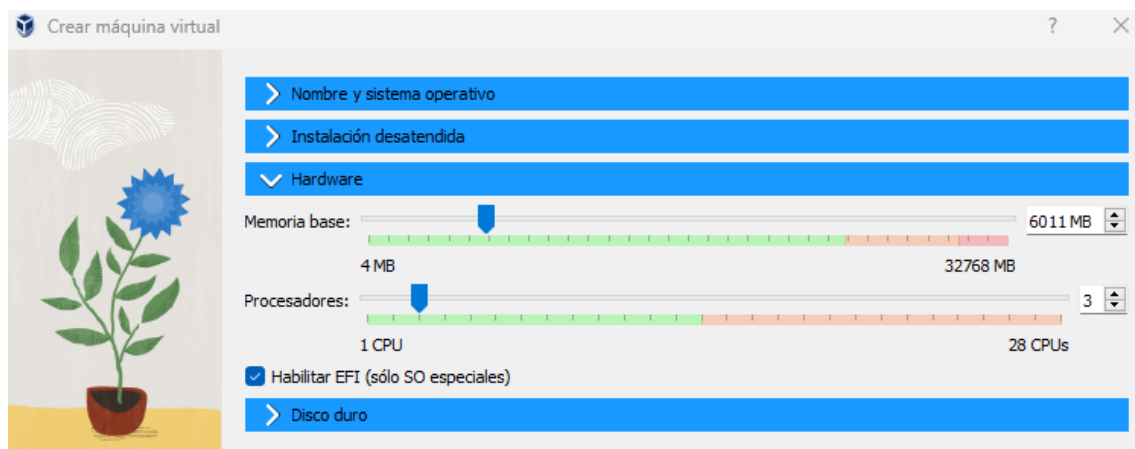 Crear máquina virtual ?
Nombre y sistema operativo
Instalación desatendida
Hardware
Memoria base: 6011 MB
4 MB 32768 MB
Procesadores: 3
1 CPU 28 CPUs
Habilitar EFI (sólo SO especiales)
Disco duro